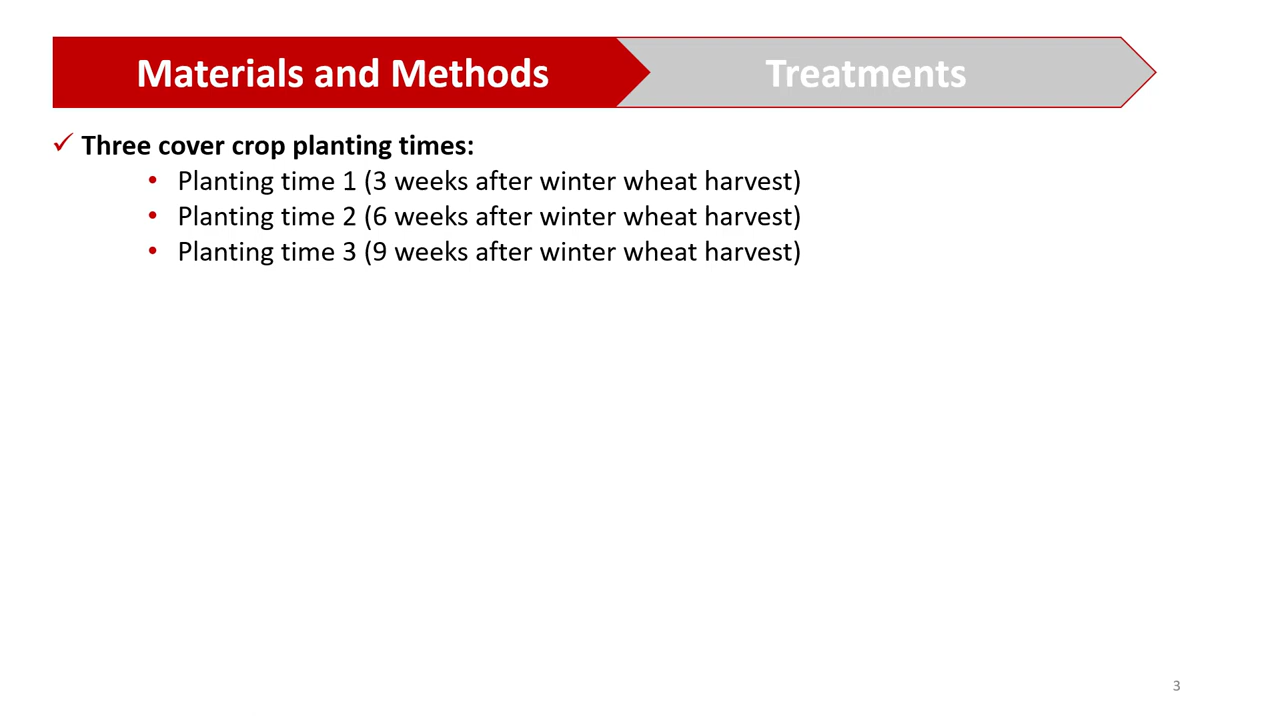 Materials and Methods
Treatments
✓ Three cover crop planting times:
• Planting time 1 (3 weeks after winter wheat harvest)
• Planting time 2 (6 weeks after winter wheat harvest)
• Planting time 3 (9 weeks after winter wheat harvest)
3